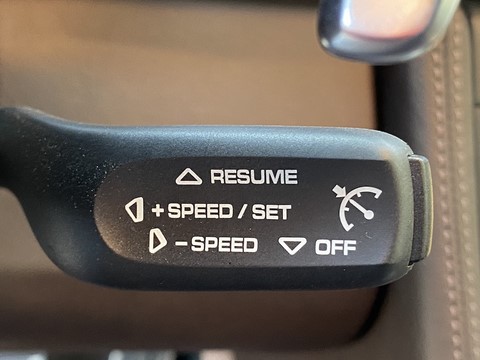 RESUME
+SPEED / SET
-SPEED OFF